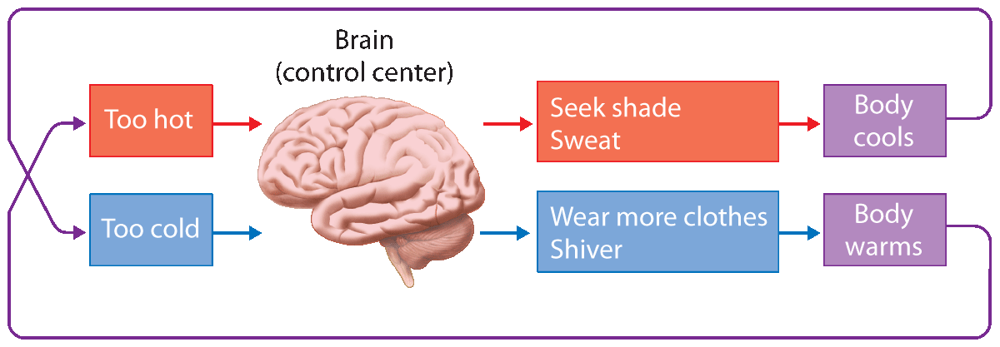 Brain
(control center)
Too hot
Seek shade
Sweat
Body
cools
Too cold
Wear more clothes
Shiver
Body
warms